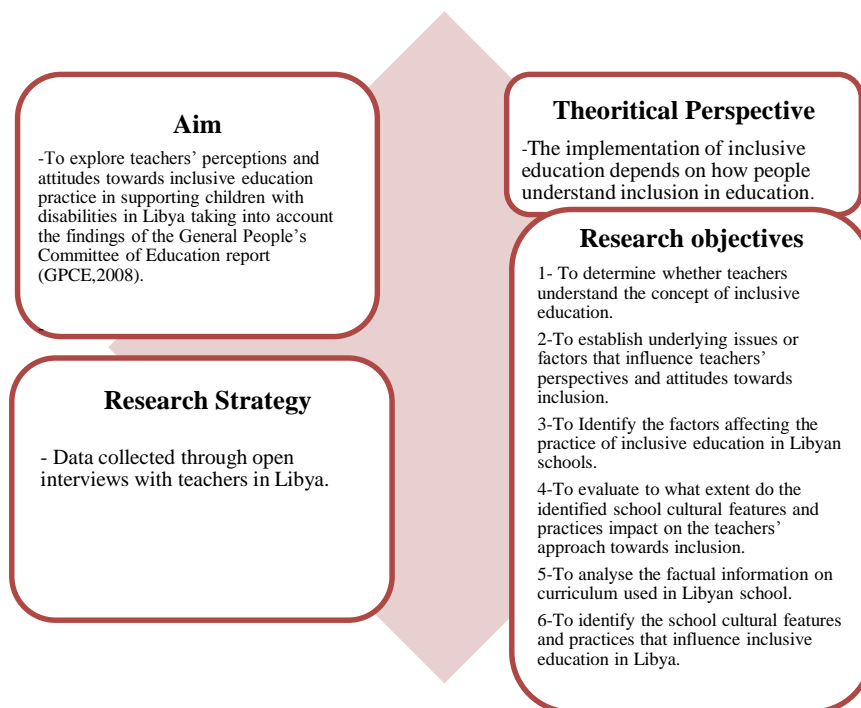 Aim
-To explore teachers’ perceptions and
attitudes towards inclusive education
practice in supporting children with
disabilities in Libya taking into account
the findings of the General People’s
Committee of Education report
(GPCE,2008).
-
Research Strategy
- Data collected through open
interviews with teachers in Libya.
Theoritical Perspective
-The implementation of inclusive
education depends on how people
understand inclusion in education.
Research objectives
1- To determine whether teachers
understand the concept of inclusive
education.
2-To establish underlying issues or
factors that influence teachers’
perspectives and attitudes towards
inclusion.
3-To Identify the factors affecting the
practice of inclusive education in Libyan
schools.
4-To evaluate to what extent do the
identified school cultural features and
practices impact on the teachers’
approach towards inclusion.
5-To analyse the factual information on
curriculum used in Libyan school.
6-To identify the school cultural features
and practices that influence inclusive
education in Libya.